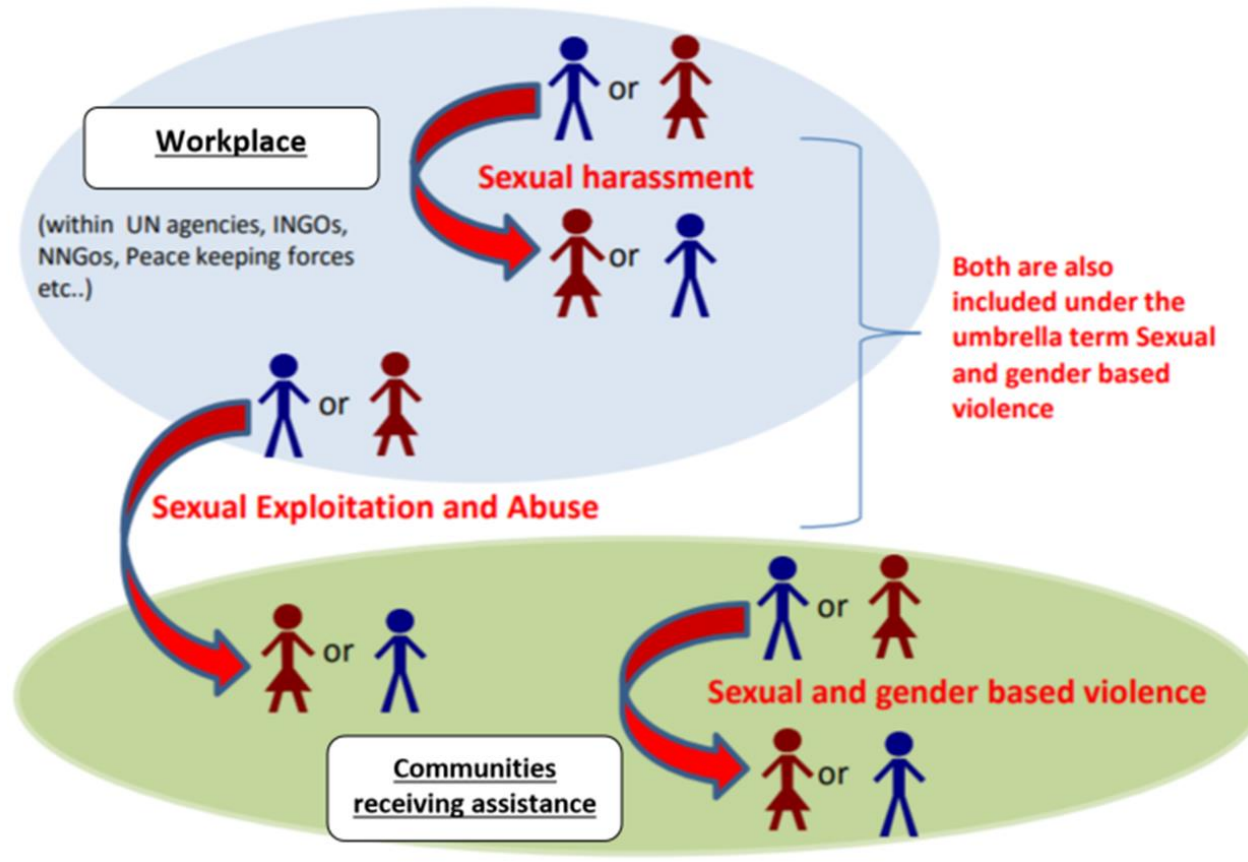 or
Workplace
Sexual harassment
(within UN agencies, INGOs,
NNGos, Peace keeping forces
etc..)
or
Both are also
included under the
umbrella term Sexual
and gender based
violence
or
Sexual Exploitation and Abuse
or
or
Sexual and gender based violence
or
Communities
receiving assistance